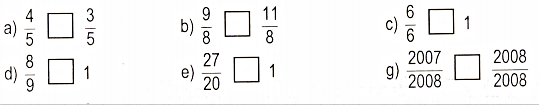 a) 4/5 □ 3/5 b) 9/8 □ 11/8 c) 6/6 □ 1
d) 8/9 □ 1 e) 27/20 □ 1 g) 2007/2008 □ 2008/2008